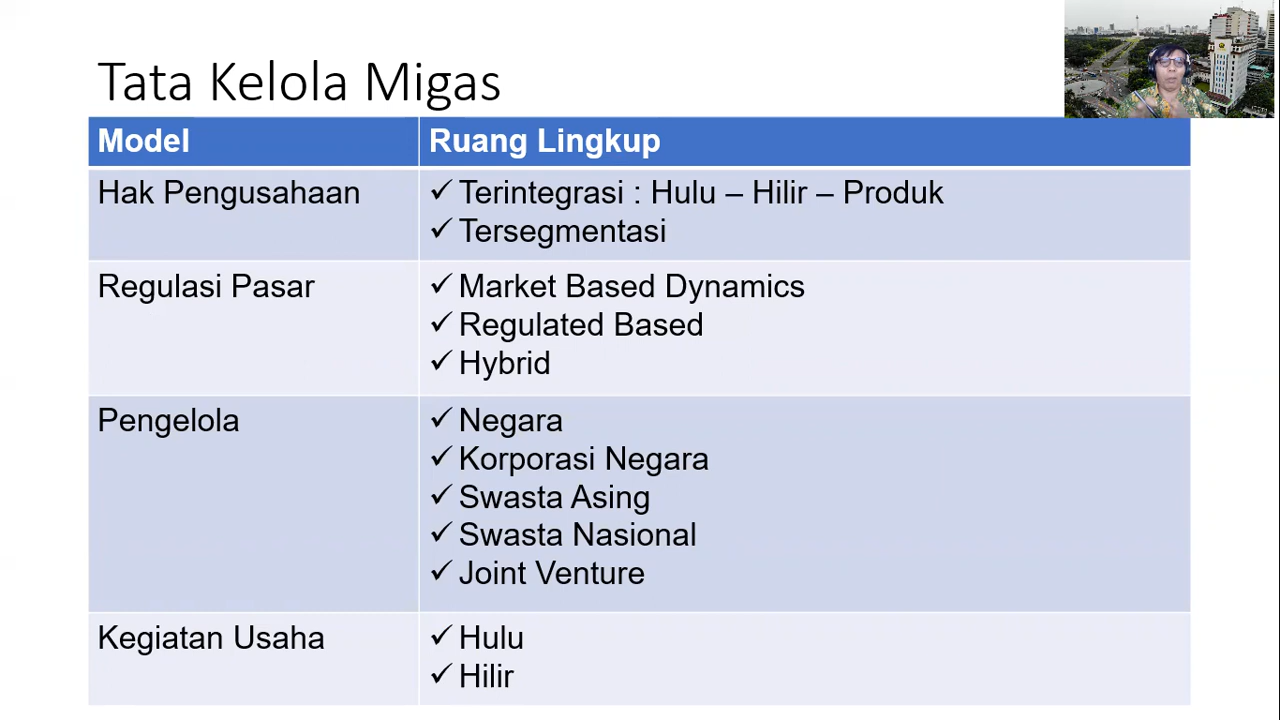 Tata Kelola Migas
Model
Ruang Lingkup
Hak Pengusahaan
✓ Terintegrasi : Hulu – Hilir – Produk
✓ Tersegmentasi
Regulasi Pasar
✓ Market Based Dynamics
✓ Regulated Based
✓ Hybrid
Pengelola
✓ Negara
✓ Korporasi Negara
✓ Swasta Asing
✓ Swasta Nasional
✓ Joint Venture
Kegiatan Usaha
✓ Hulu
✓ Hilir